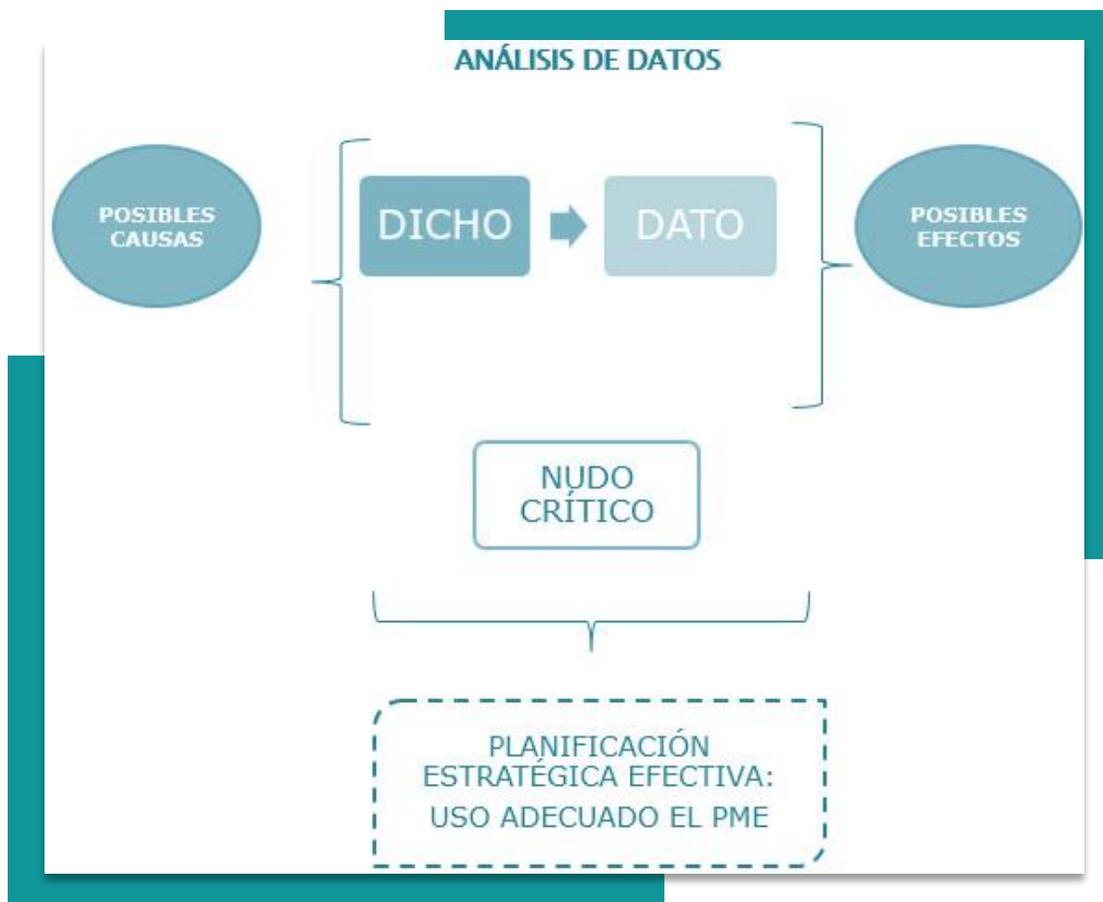 ANÁLISIS DE DATOS
POSIBLES
CAUSAS
DICHO
DATO
POSIBLES
EFECTOS
NUDO
CRÍTICO
PLANIFICACIÓN
ESTRATÉGICA EFECTIVA:
USO ADECUADO EL PME